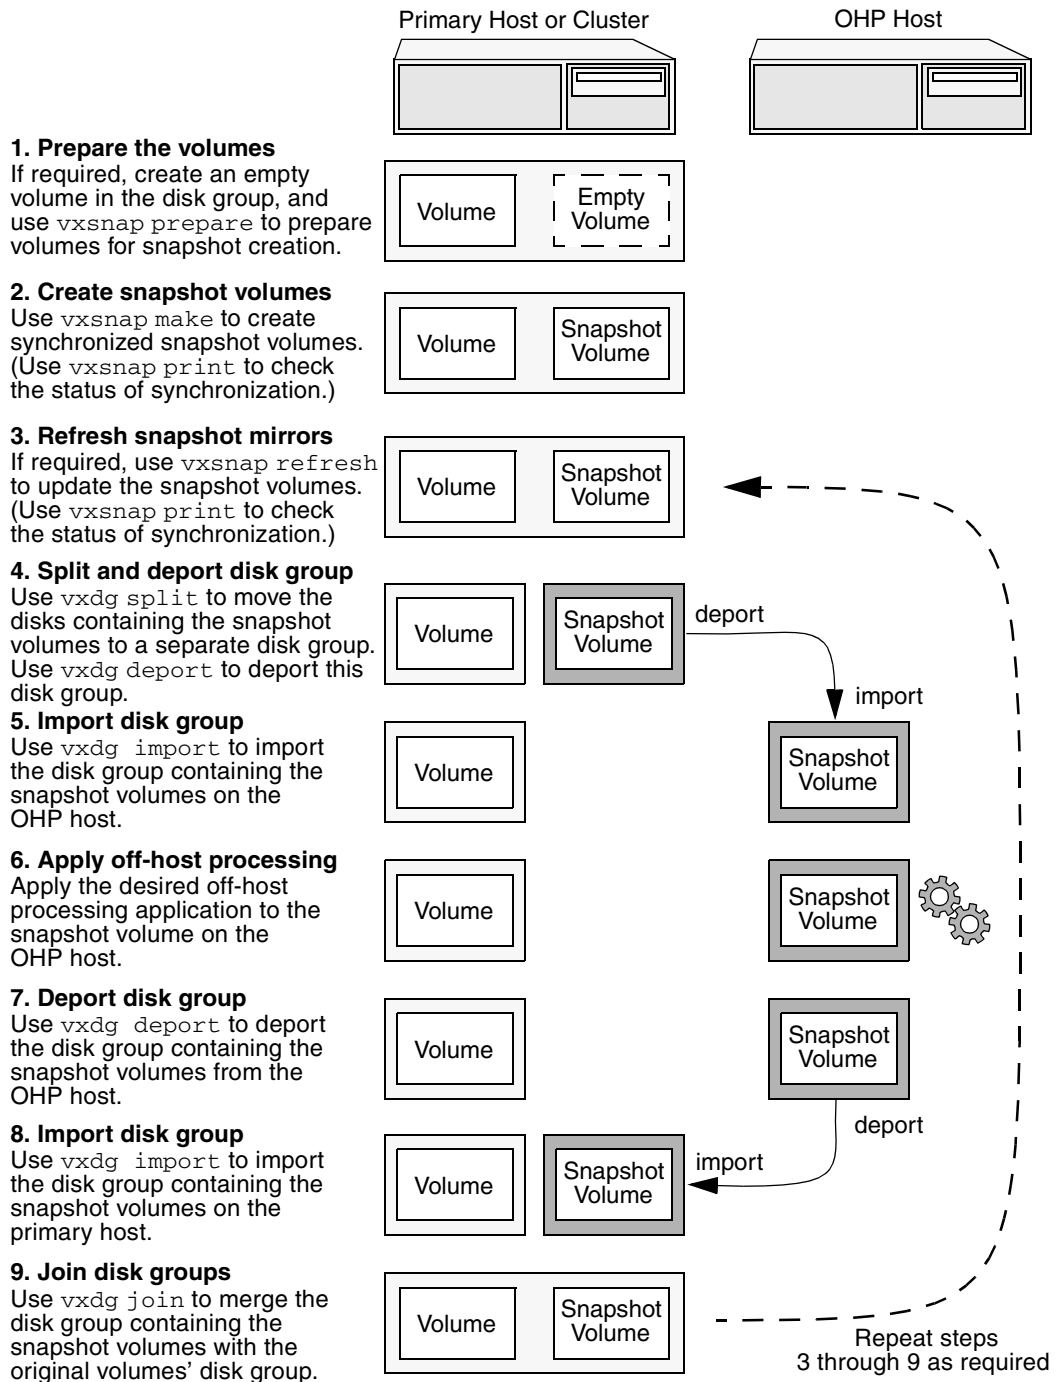 Primary Host or Cluster
OHP Host
1. Prepare the volumes
If required, create an empty
volume in the disk group, and
use vxsnap prepare to prepare
volumes for snapshot creation.
Volume
Empty
Volume
2. Create snapshot volumes
Use vxsnap make to create
synchronized snapshot volumes.
(Use vxsnap print to check
the status of synchronization.)
Volume
Snapshot
Volume
3. Refresh snapshot mirrors
If required, use vxsnap refresh
to update the snapshot volumes.
(Use vxsnap print to check
the status of synchronization.)
Volume
Snapshot
Volume
4. Split and deport disk group
Use vxdg split to move the
disks containing the snapshot
volumes to a separate disk group.
Use vxdg deport to deport this
disk group.
Volume
Snapshot
Volume
deport
import
5. Import disk group
Use vxdg import to import
the disk group containing the
snapshot volumes on the
OHP host.
Volume
Snapshot
Volume
6. Apply off-host processing
Apply the desired off-host
processing application to the
snapshot volume on the
OHP host.
Volume
Snapshot
Volume
7. Deport disk group
Use vxdg deport to deport
the disk group containing the
snapshot volumes from the
OHP host.
Volume
Snapshot
Volume
deport
8. Import disk group
Use vxdg import to import
the disk group containing the
snapshot volumes on the
primary host.
Volume
Snapshot
Volume
import
9. Join disk groups
Use vxdg join to merge the
disk group containing the
snapshot volumes with the
original volumes’ disk group.
Volume
Snapshot
Volume
Repeat steps
3 through 9 as required